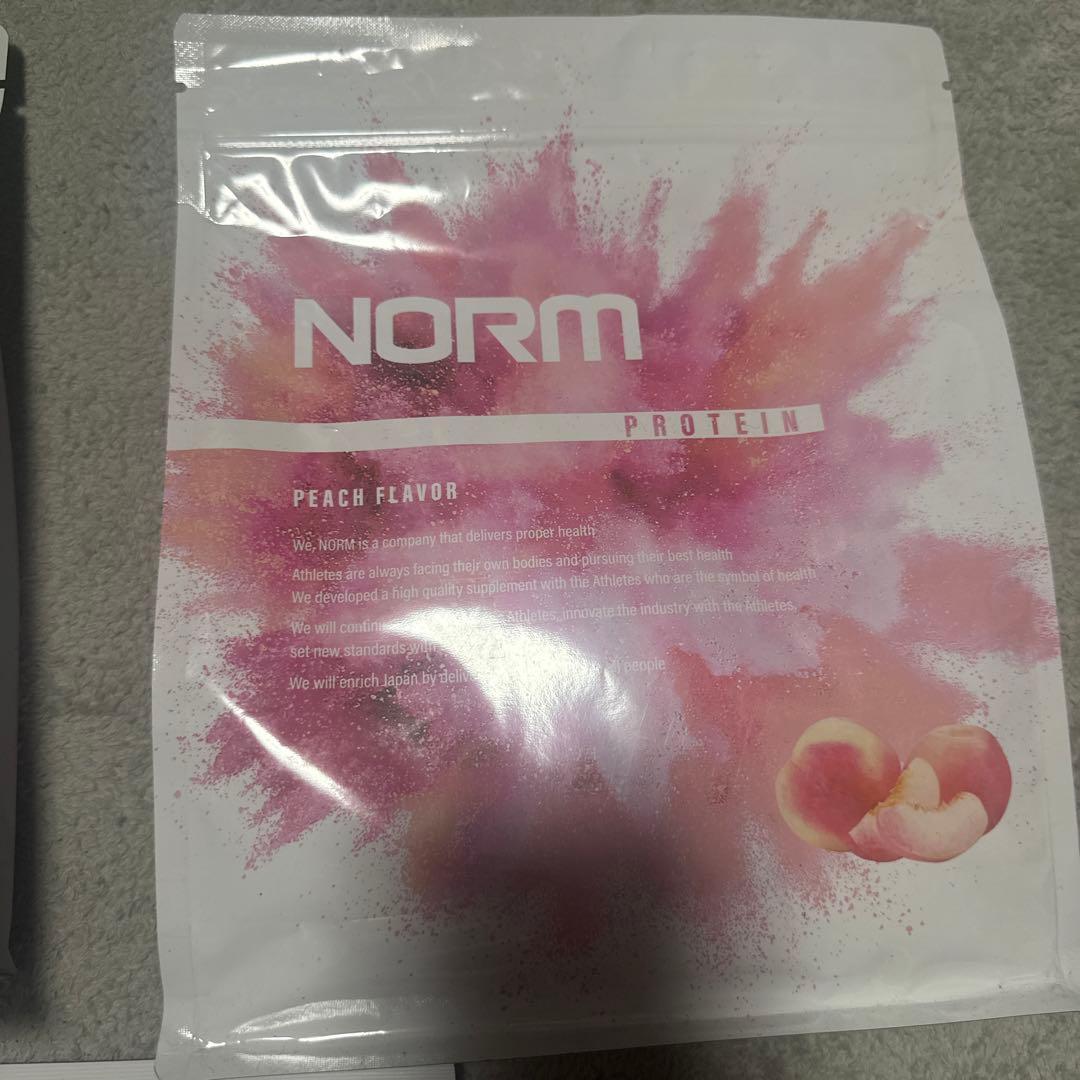 NORM
PROTEIN
PEACH FLAVOR
We, NORM is a company that delivers proper health
Athletes are always facing their own bodies and pursuing their best health
We developed a high quality supplement with the Athletes who are the symbol of health
We will Athletes, innovate the industry with the Athletes,
set new standards with
We will enrich Japan by people